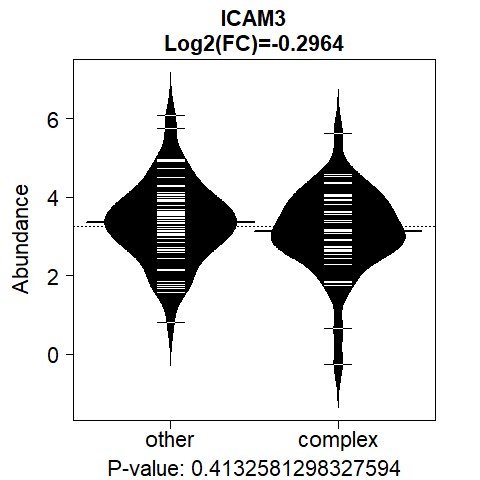 ICAM3
Log2(FC)=-0.2964
Abundance
6
4
2
0
other complex
P-value: 0.4132581298327594